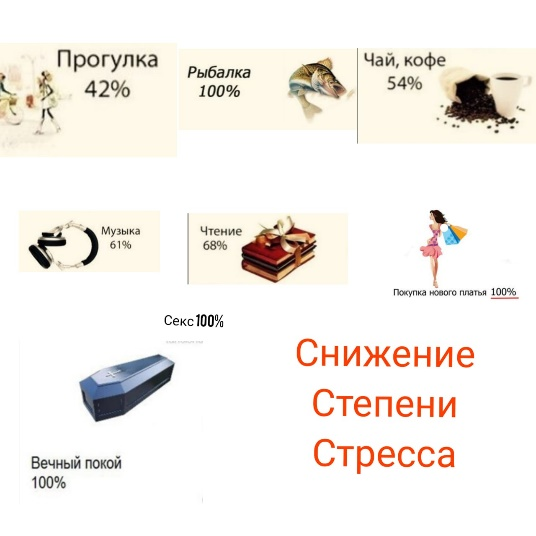 Прогулка
42%
Рыбалка
100%
Чай, кофе
54%
Музыка
61%
Чтение
68%
Покупка нового платья 100%
Секс 100%
Вечный покой
100%
Снижение
Степени
Стресса